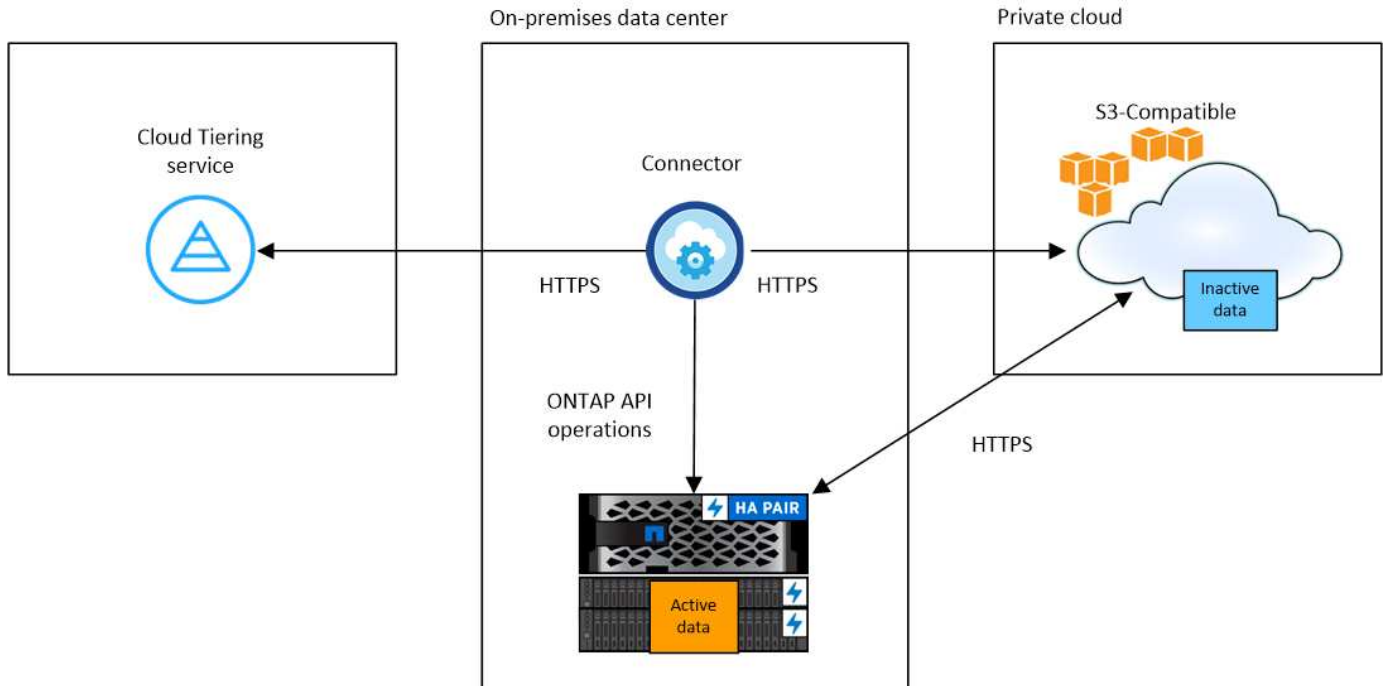 On-premises data center
Private cloud
Cloud Tiering
service
Connector
S3-Compatible
HTTPS
HTTPS
Inactive
data
ONTAP API
operations
HTTPS
HA PAIR
Active
data